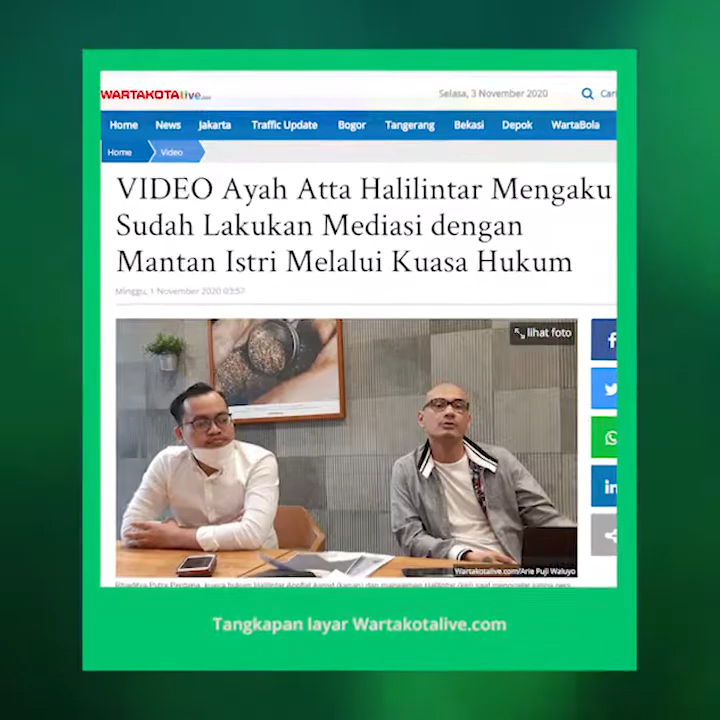 WARTAKOTAlive.com
Selasa, 3 November 2020
Cari
Home News Jakarta Traffic Update Bogor Tangerang Bekasi Depok WartaBola
Home Video
VIDEO Ayah Atta Halilintar Mengaku
Sudah Lakukan Mediasi dengan
Mantan Istri Melalui Kuasa Hukum
Minggu, 1 November 2020 03:57
lihat foto
Wartakotalive.com/Arie Puji Waluyo
Tangkapan layar Wartakotalive.com